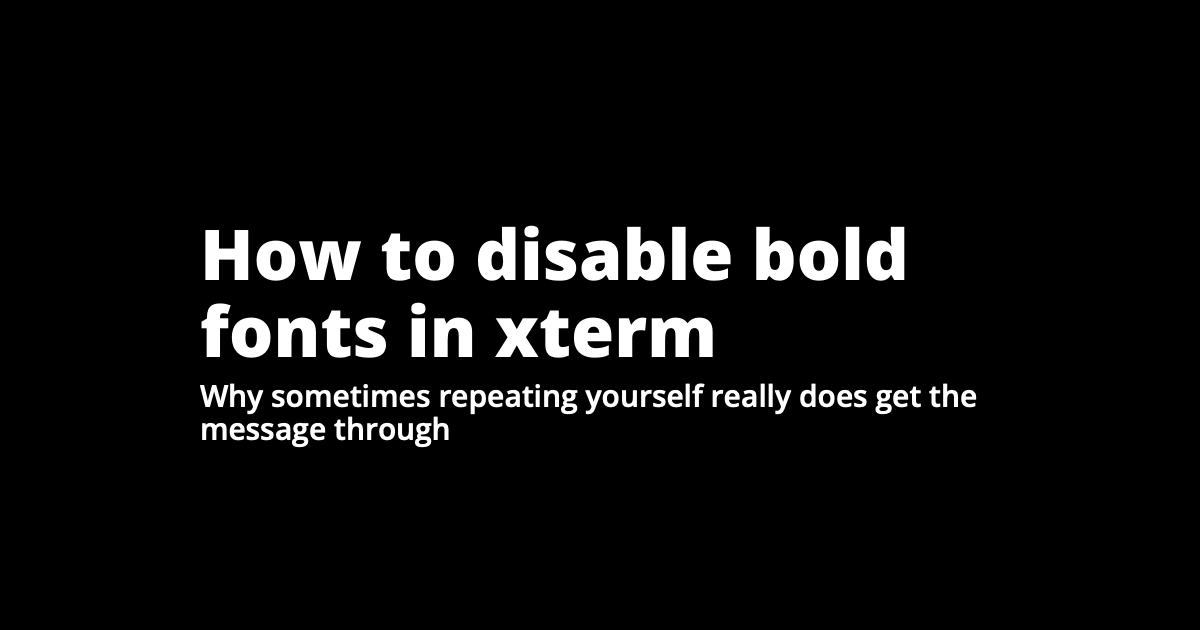 How to disable bold
fonts in xterm
Why sometimes repeating yourself really does get the
message through